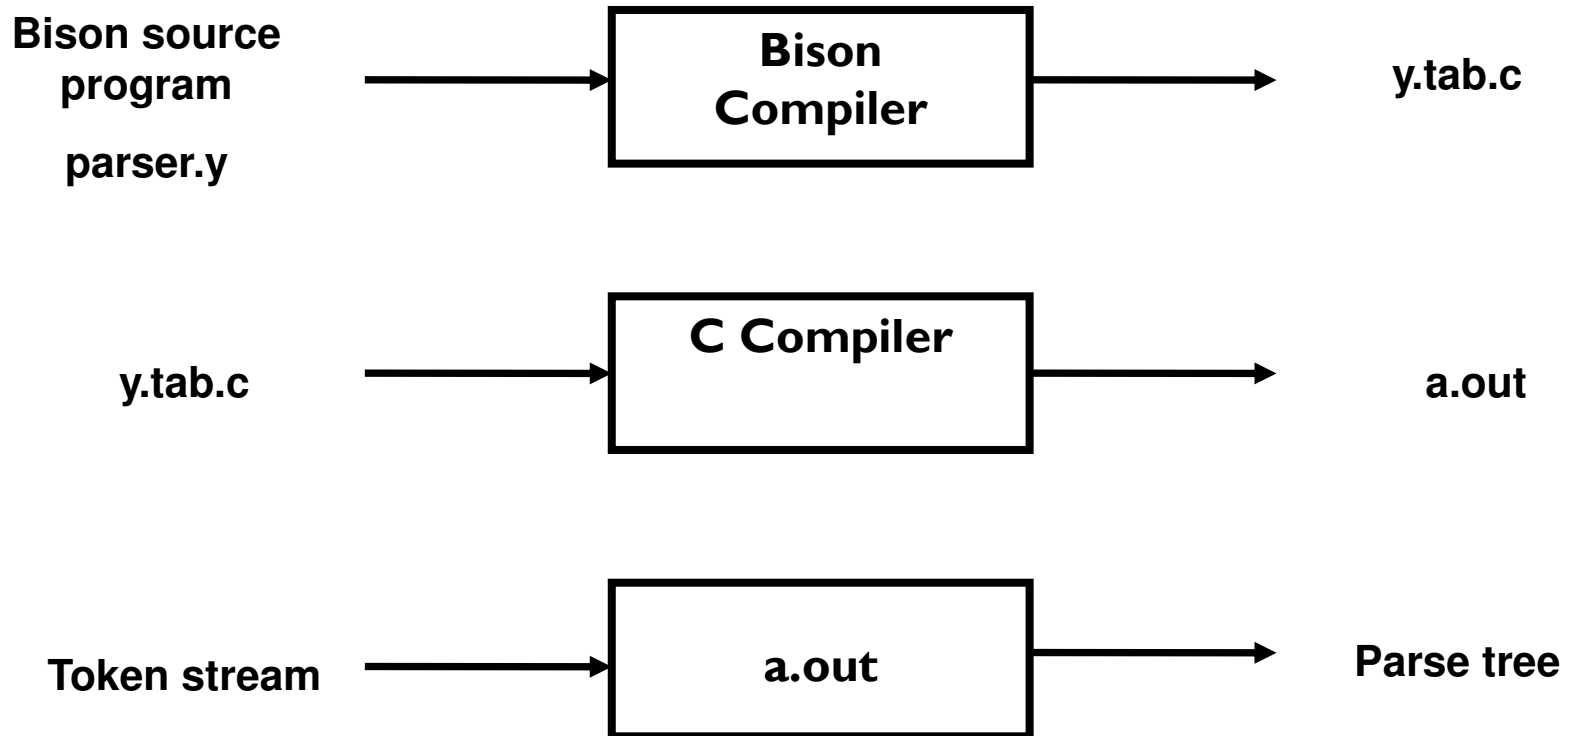 Bison source
program
parser.y
Bison
Compiler
y.tab.c
y.tab.c
C Compiler
a.out
Token stream
a.out
Parse tree